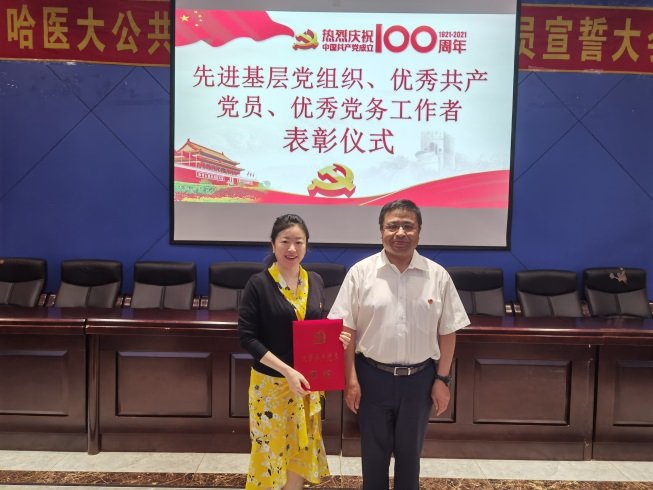 哈医大公共
员宣誓大会
热烈庆祝
中国共产党成立
100
1921-2021
周年
先进基层党组织、优秀共产
党员、优秀党务工作者
表彰仪式